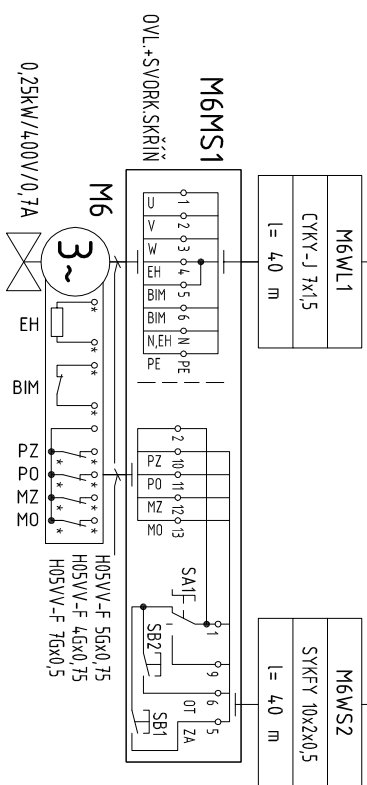 M6WL1
CYKY-J 7x1,5
l= 40 m
M6WS2
SYKFY 10x2x0,5
l= 40 m
M6MS1
OVL.+SVORK.SKŘÍŇ
1 2 3 4 5 6 N PE
U V W EH BIM BIM N,EH PE
2 10 11 12 13
PZ PO MZ MO
SA1
SB2
SB1
1 9 6 5
OT ZA
M6
3~
0,25kW/400V/0,7A
EH
BIM
PZ
PO
MZ
MO
* * * * * * * * * * * * *
H05VV-F 5Gx0,75
H05VV-F 4Gx0,75
H05VV-F 7Gx0,5